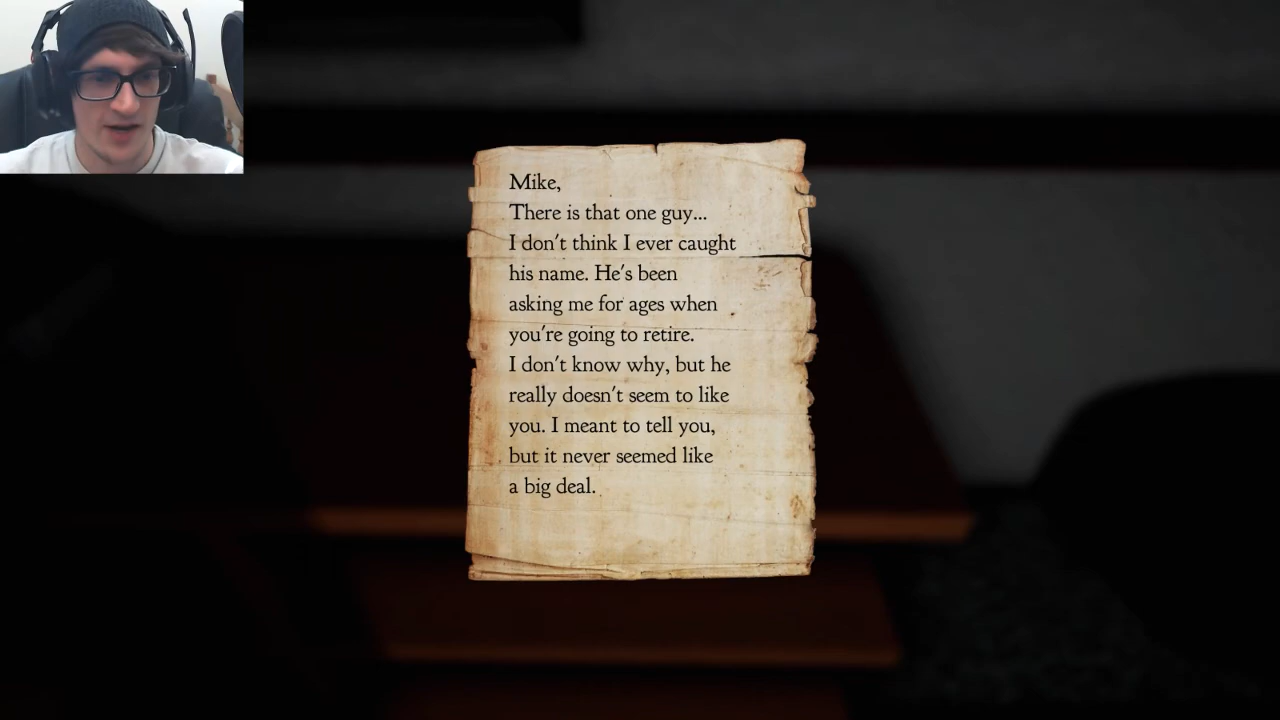 Mike,
There is that one guy...
I don't think I ever caught
his name. He's been
asking me for ages when
you're going to retire.
I don't know why, but he
really doesn't seem to like
you. I meant to tell you,
but it never seemed like
a big deal.